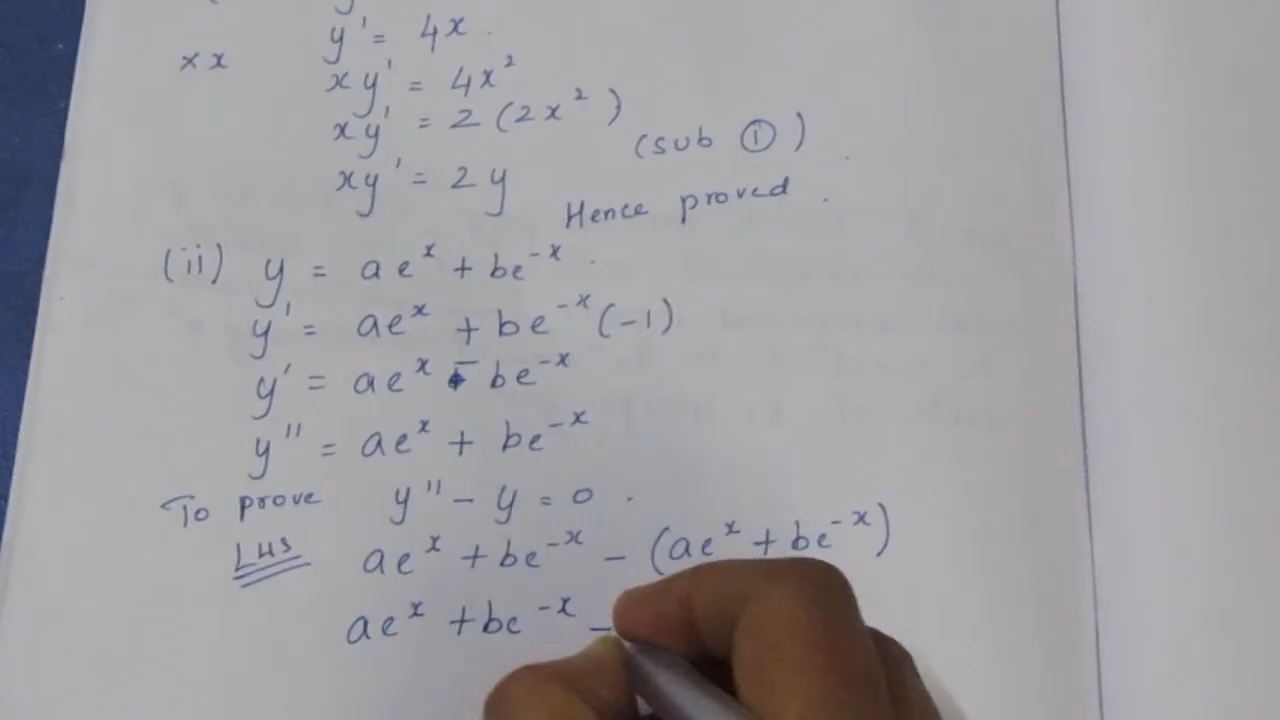 y' = 4x.
×x
xy' = 4x²
xy' = 2(2x²)
(sub ①)
xy' = 2y
Hence proved.
(ii) y = ae^x + be^-x.
y' = ae^x + be^-x(-1)
y' = ae^x - be^-x
y'' = ae^x + be^-x
To prove y'' - y = 0.
LHS ae^x + be^-x - (ae^x + be^-x)
ae^x + be^-x -